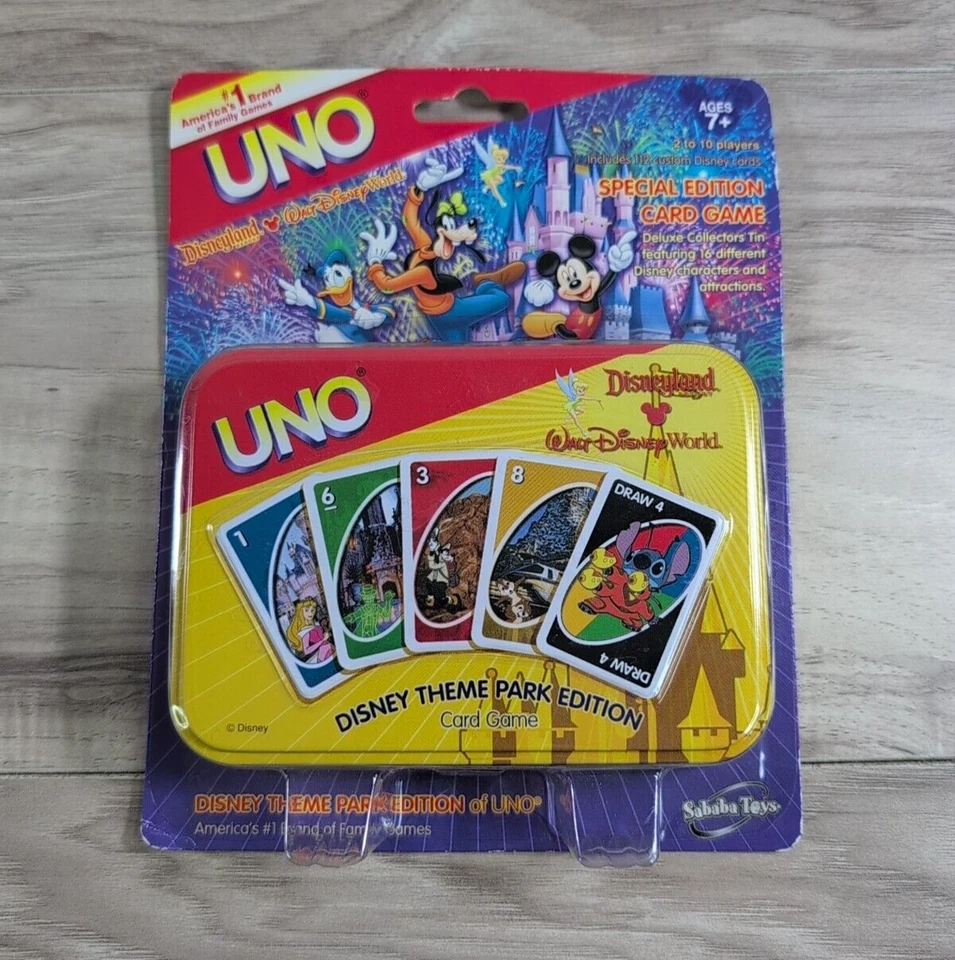 #1
America's Brand
of Family Games
UNO®
Disneyland Walt Disney World
AGES
7+
2 to 10 players
Includes 112 custom Disney cards
SPECIAL EDITION
CARD GAME
Deluxe Collectors Tin
featuring 16 different
Disney characters and
attractions.
UNO®
Disneyland
Walt Disney World
1
6
3
8
DRAW 4
DRAW 4
DISNEY THEME PARK EDITION
Card Game
© Disney
DISNEY THEME PARK EDITION of UNO®
America's #1 Brand of Family Games
Sababa Toys